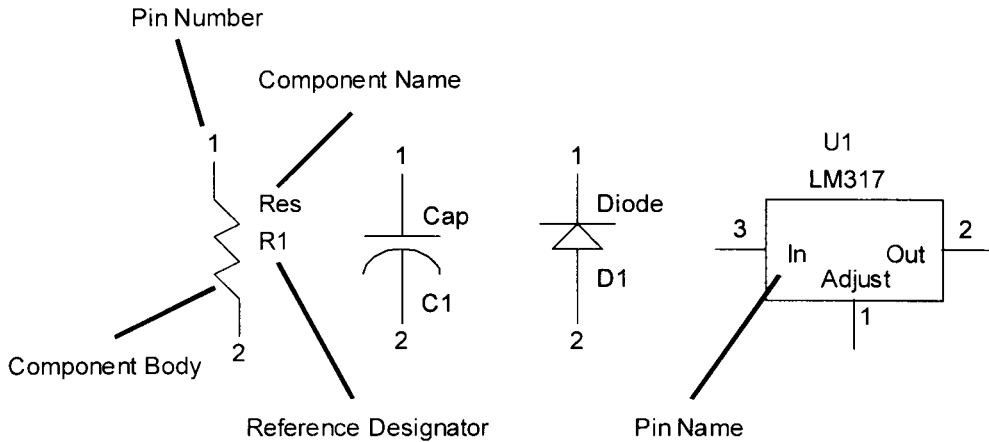 Pin Number
Component Name
1
Res
R1
2
Component Body
Reference Designator
1
Cap
C1
2
1
Diode
D1
2
U1
LM317
3
In
Out
2
Adjust
1
Pin Name